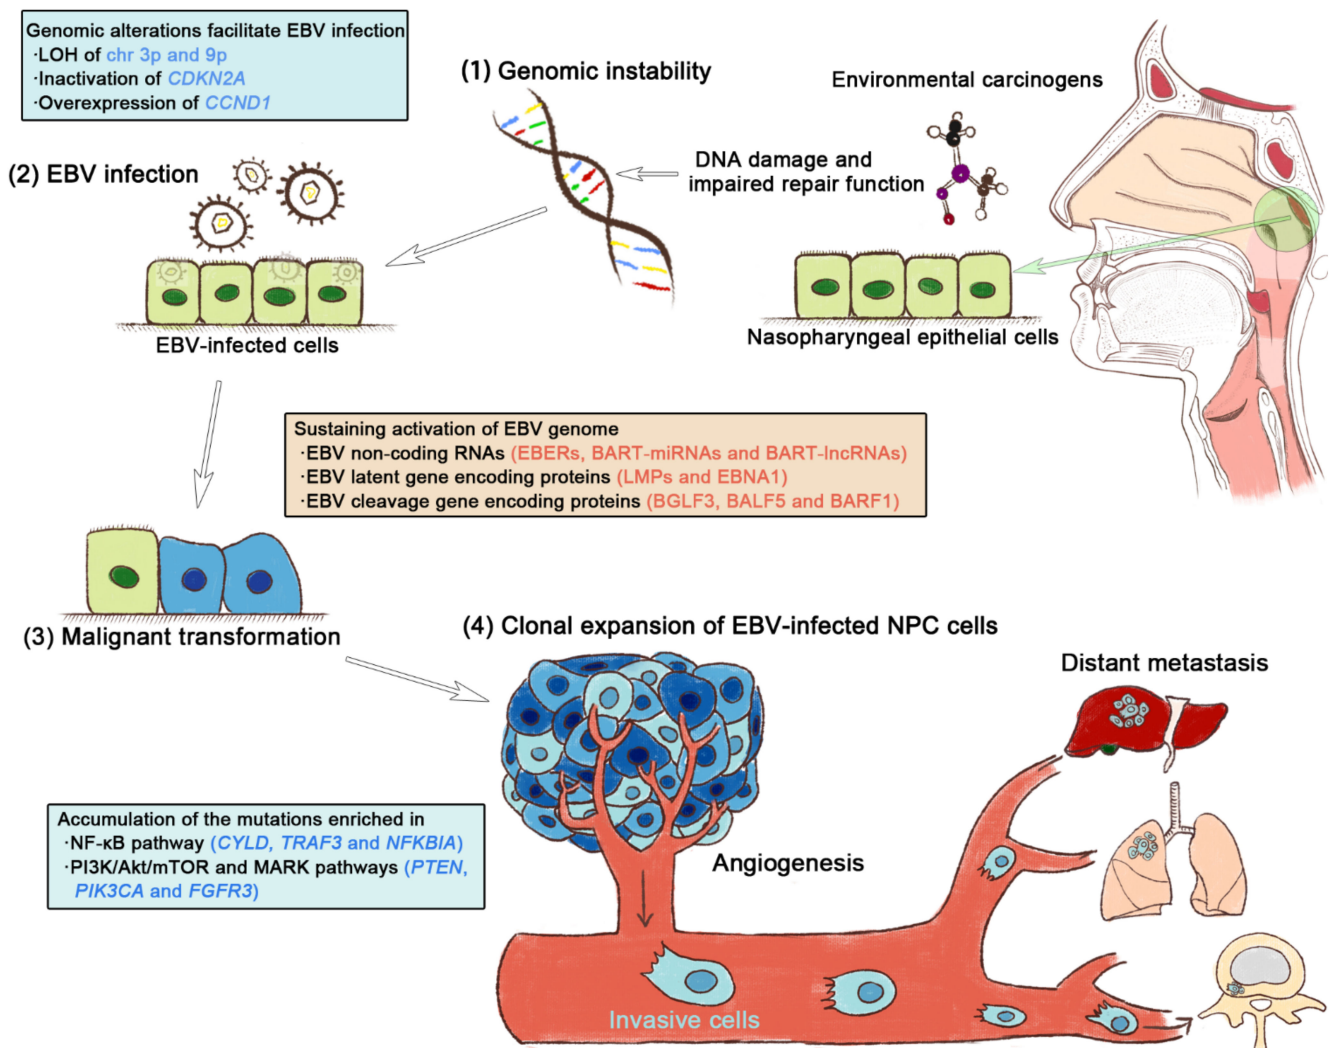 Genomic alterations facilitate EBV infection
·LOH of chr 3p and 9p
·Inactivation of CDKN2A
·Overexpression of CCND1
(1) Genomic instability
Environmental carcinogens
DNA damage and
impaired repair function
(2) EBV infection
EBV-infected cells
Nasopharyngeal epithelial cells
Sustaining activation of EBV genome
·EBV non-coding RNAs (EBERs, BART-miRNAs and BART-lncRNAs)
·EBV latent gene encoding proteins (LMPs and EBNA1)
·EBV cleavage gene encoding proteins (BGLF3, BALF5 and BARF1)
(3) Malignant transformation
(4) Clonal expansion of EBV-infected NPC cells
Distant metastasis
Accumulation of the mutations enriched in
·NF-κB pathway (CYLD, TRAF3 and NFKBIA)
·PI3K/Akt/mTOR and MARK pathways (PTEN,
PIK3CA and FGFR3)
Angiogenesis
Invasive cells